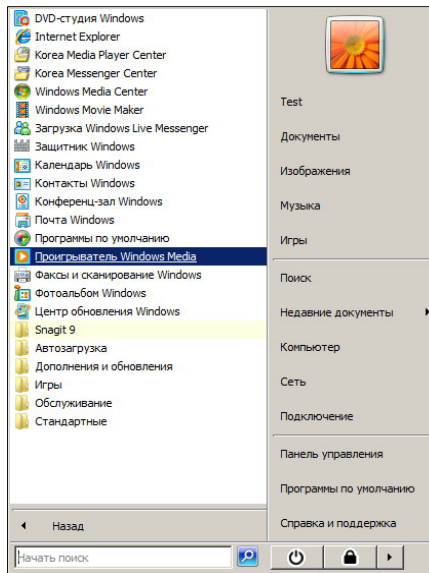 DVD-студия Windows
Internet Explorer
Korea Media Player Center
Korea Messenger Center
Windows Media Center
Windows Movie Maker
Загрузка Windows Live Messenger
Защитник Windows
Календарь Windows
Контакты Windows
Конференц-зал Windows
Почта Windows
Программы по умолчанию
Проигрыватель Windows Media
Факсы и сканирование Windows
Фотоальбом Windows
Центр обновления Windows
Snagit 9
Автозагрузка
Дополнения и обновления
Игры
Обслуживание
Стандартные
Назад
Начать поиск
Test
Документы
Изображения
Музыка
Игры
Поиск
Недавние документы
Компьютер
Сеть
Подключение
Панель управления
Программы по умолчанию
Справка и поддержка